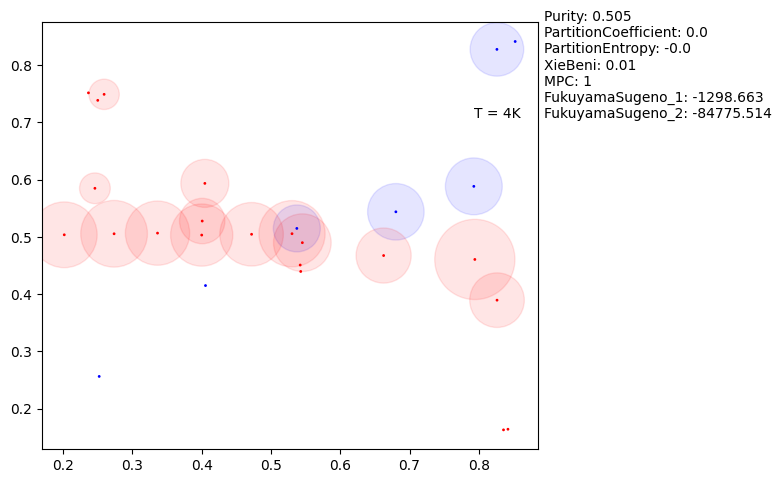 Purity: 0.505
PartitionCoefficient: 0.0
PartitionEntropy: -0.0
XieBeni: 0.01
MPC: 1
FukuyamaSugeno_1: -1298.663
FukuyamaSugeno_2: -84775.514
T = 4K
0.8
0.7
0.6
0.5
0.4
0.3
0.2
0.2 0.3 0.4 0.5 0.6 0.7 0.8